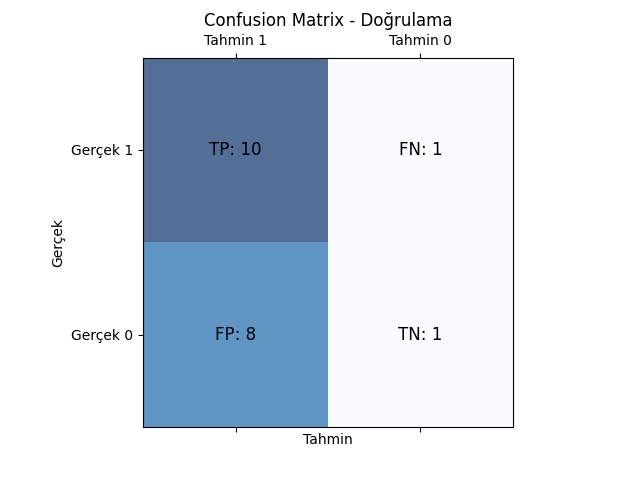 Confusion Matrix - Doğrulama
Tahmin 1 Tahmin 0
Gerçek 1
TP: 10 FN: 1
Gerçek
Gerçek 0
FP: 8 TN: 1
Tahmin